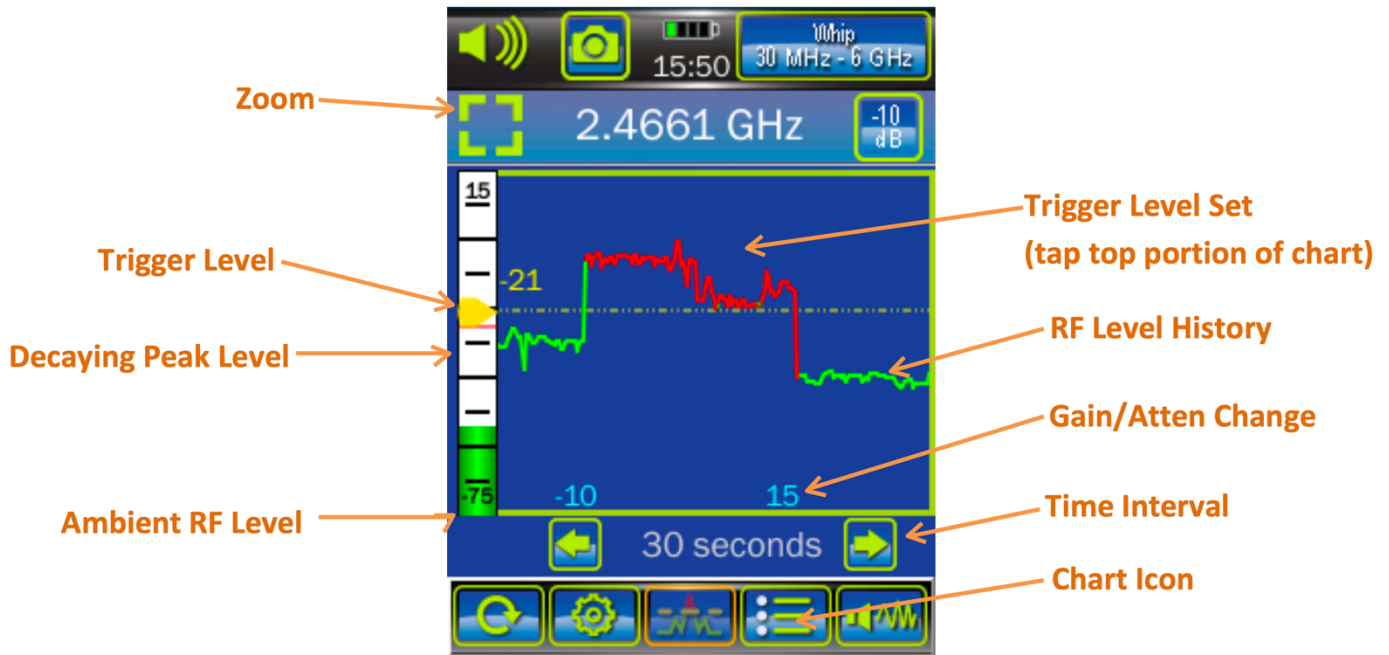 Whip
15:50
30 MHz - 6 GHz
Zoom
2.4661 GHz
-10
dB
15
Trigger Level Set
(tap top portion of chart)
Trigger Level
-21
RF Level History
Decaying Peak Level
Gain/Atten Change
-75
-10
15
Time Interval
Ambient RF Level
30 seconds
Chart Icon